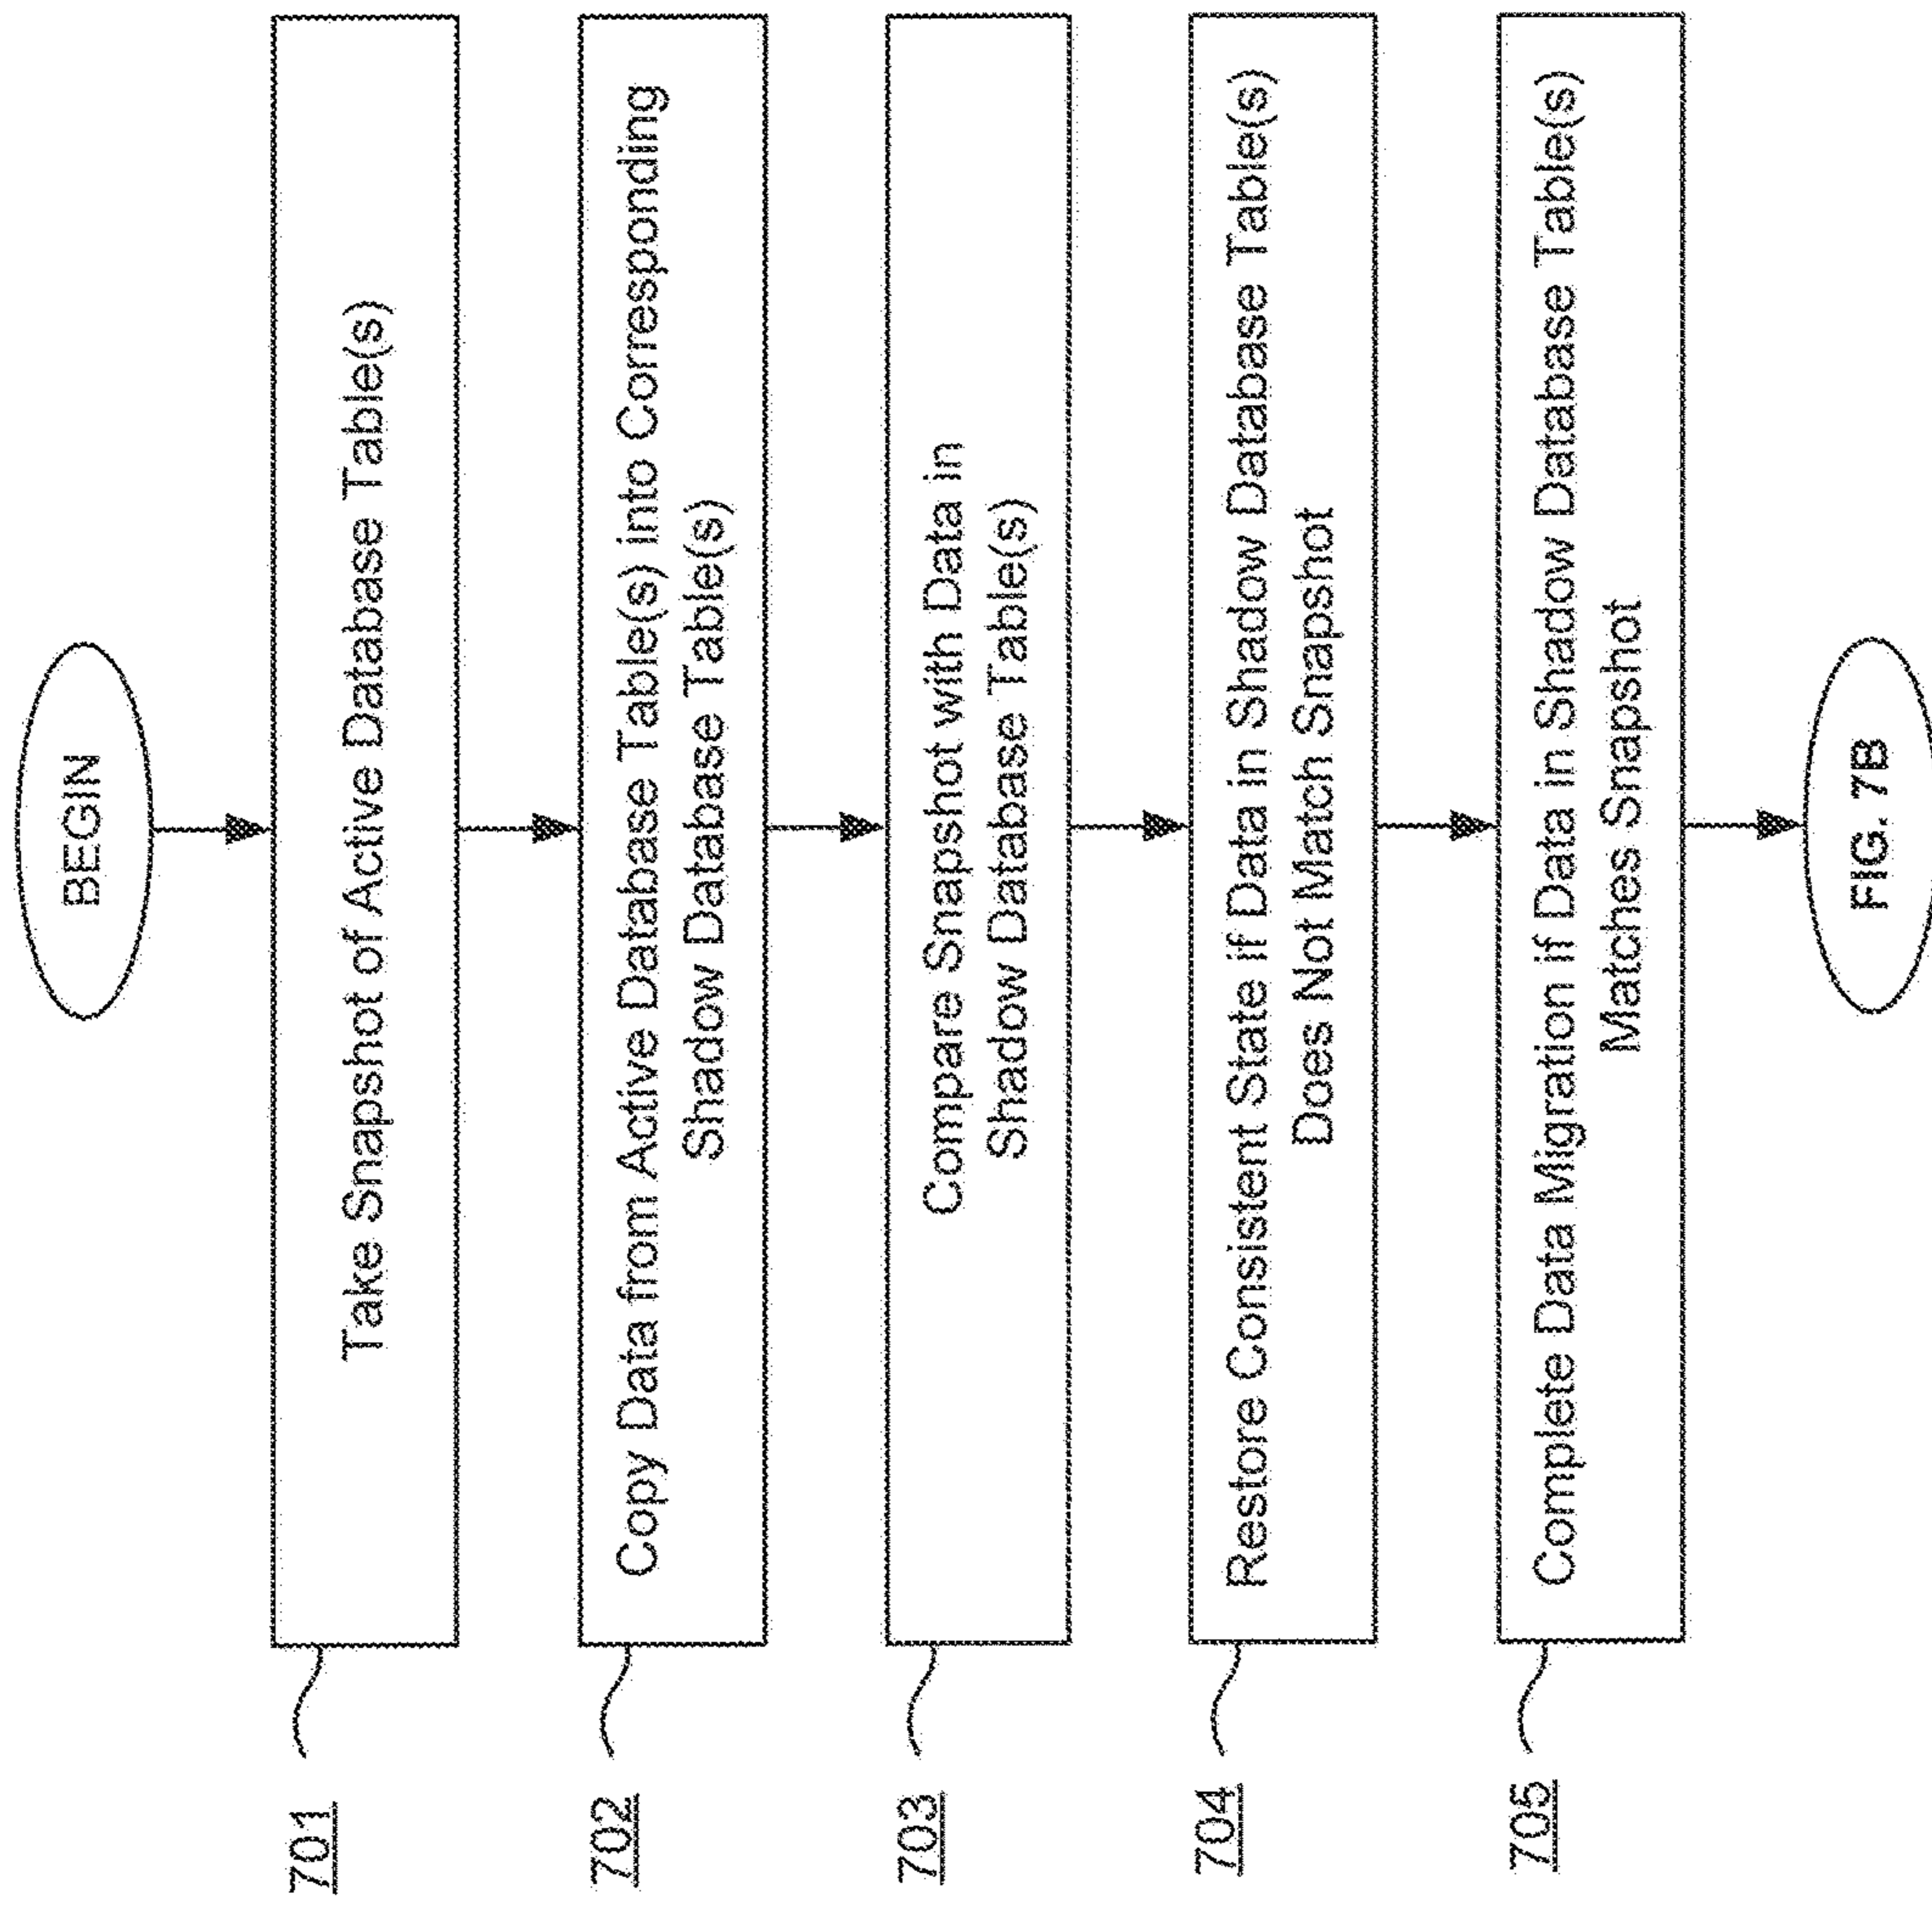 BEGIN
701
Take Snapshot of Active Database Table(s)
702
Copy Data from Active Database Table(s) into Corresponding
Shadow Database Table(s)
703
Compare Snapshot with Data in
Shadow Database Table(s)
704
Restore Consistent State if Data in Shadow Database Table(s)
Does Not Match Snapshot
705
Complete Data Migration if Data in Shadow Database Table(s)
Matches Snapshot
FIG. 7B